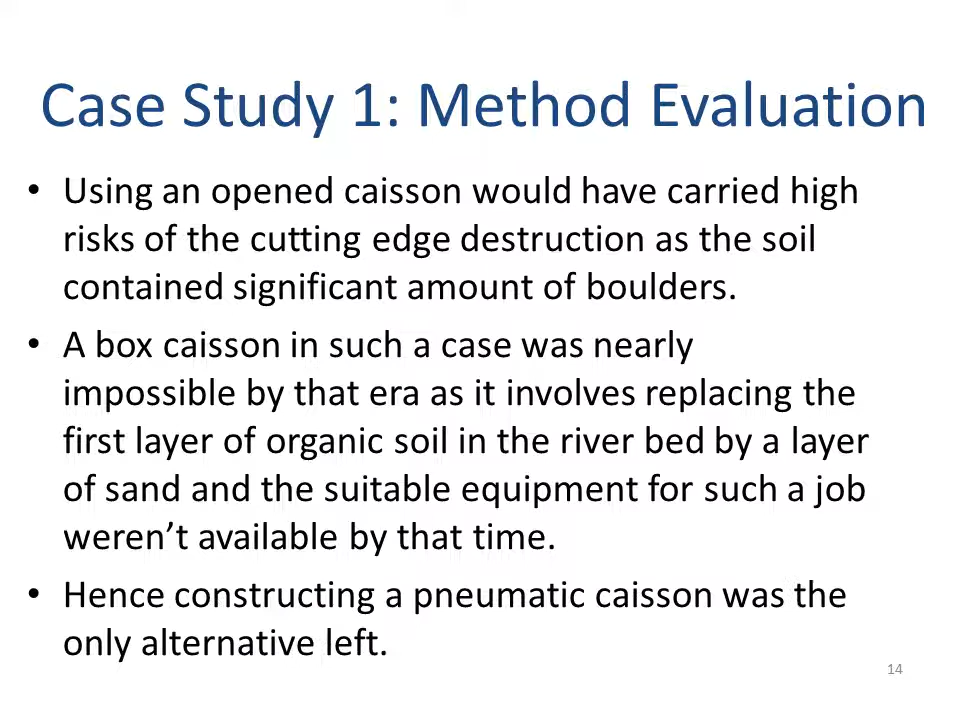 Case Study 1: Method Evaluation
• Using an opened caisson would have carried high
risks of the cutting edge destruction as the soil
contained significant amount of boulders.
• A box caisson in such a case was nearly
impossible by that era as it involves replacing the
first layer of organic soil in the river bed by a layer
of sand and the suitable equipment for such a job
weren’t available by that time.
• Hence constructing a pneumatic caisson was the
only alternative left.
14